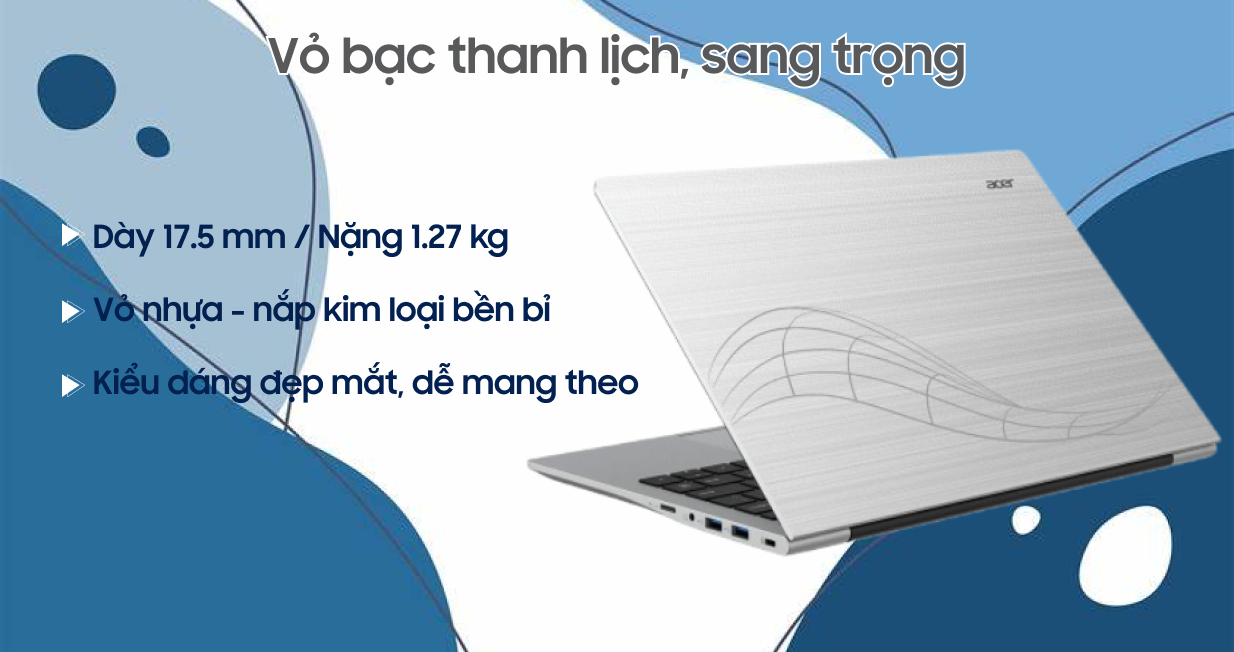 Vỏ bạc thanh lịch, sang trọng
acer
Dày 17.5 mm / Nặng 1.27 kg
Vỏ nhựa - nắp kim loại bền bỉ
Kiểu dáng đẹp mắt, dễ mang theo